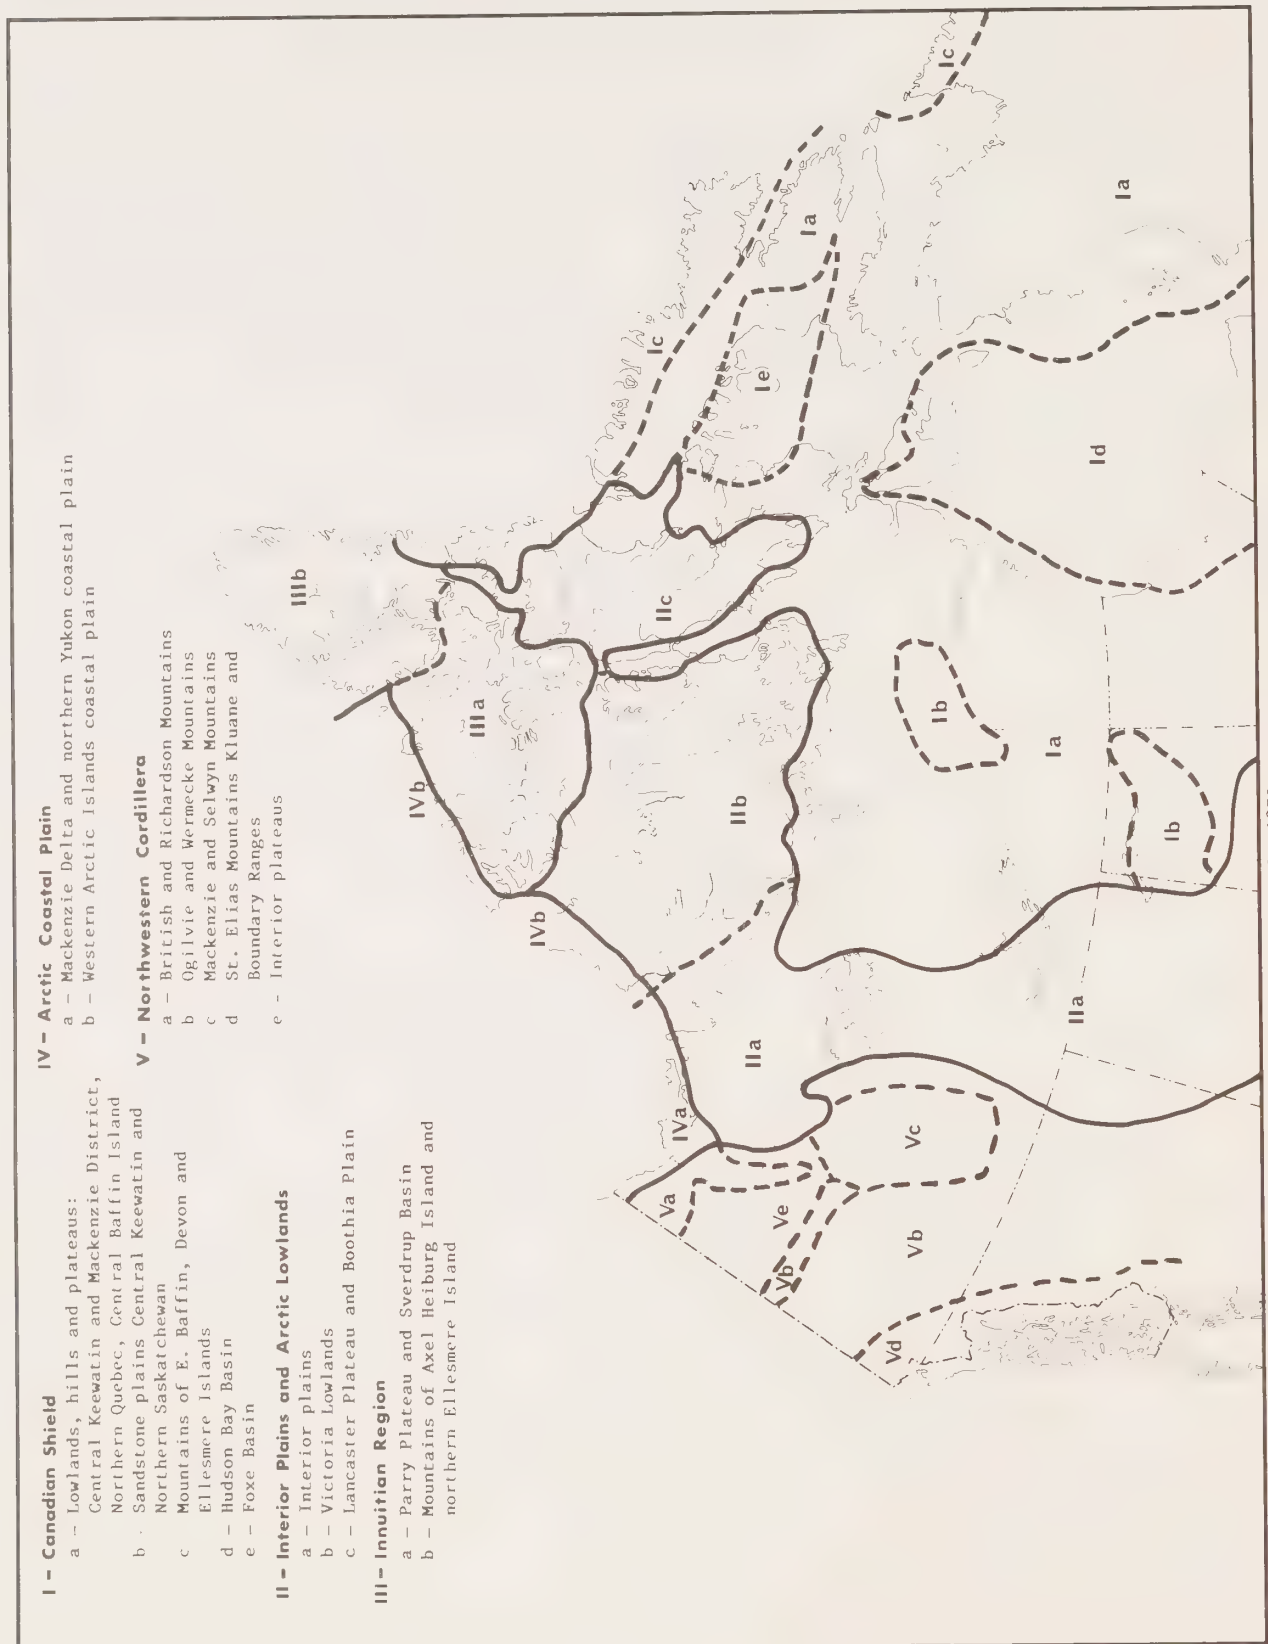 I – Canadian Shield
a – Lowlands, hills and plateaus:
Central Keewatin and Mackenzie District,
Northern Quebec, Central Baffin Island
b – Sandstone plains Central Keewatin and
Northern Saskatchewan
c Mountains of E. Baffin, Devon and
Ellesmere Islands
d – Hudson Bay Basin
e – Foxe Basin
II – Interior Plains and Arctic Lowlands
a – Interior plains
b – Victoria Lowlands
c – Lancaster Plateau and Boothia Plain
III – Innuitian Region
a – Parry Plateau and Sverdrup Basin
b – Mountains of Axel Heiburg Island and
northern Ellesmere Island
IV – Arctic Coastal Plain
a – Mackenzie Delta and northern Yukon coastal plain
b – Western Arctic Islands coastal plain
V – Northwestern Cordillera
a – British and Richardson Mountains
b Ogilvie and Wermecke Mountains
c Mackenzie and Selwyn Mountains
d St. Elias Mountains Kluane and
Boundary Ranges
e – Interior plateaus
IIIb
IVb
IIIa
IVb
IIc
Ic
Ic
Ia
Ie
IIb
IVa
IIa
Va
Ve
Vb
Vc
Vb
Vd
Ib
Ia
Ib
IIa
Id
Ia